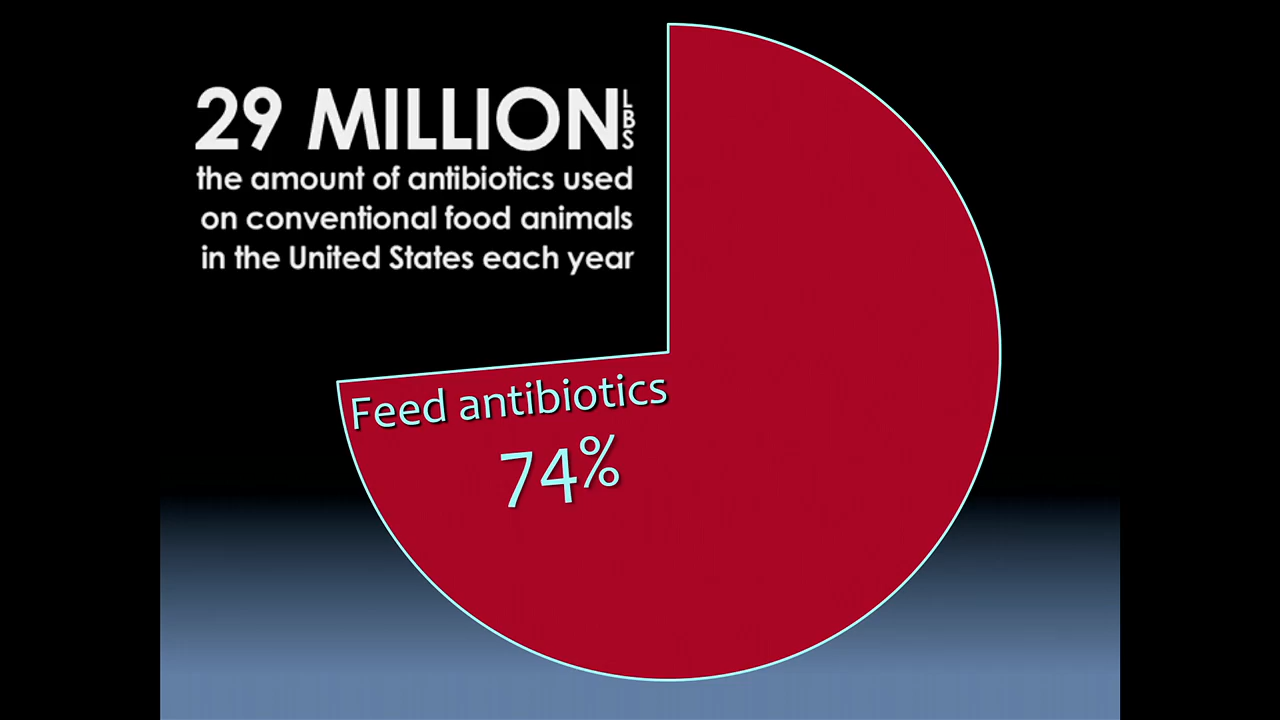 29 MILLION LBS
the amount of antibiotics used
on conventional food animals
in the United States each year
Feed antibiotics
74%